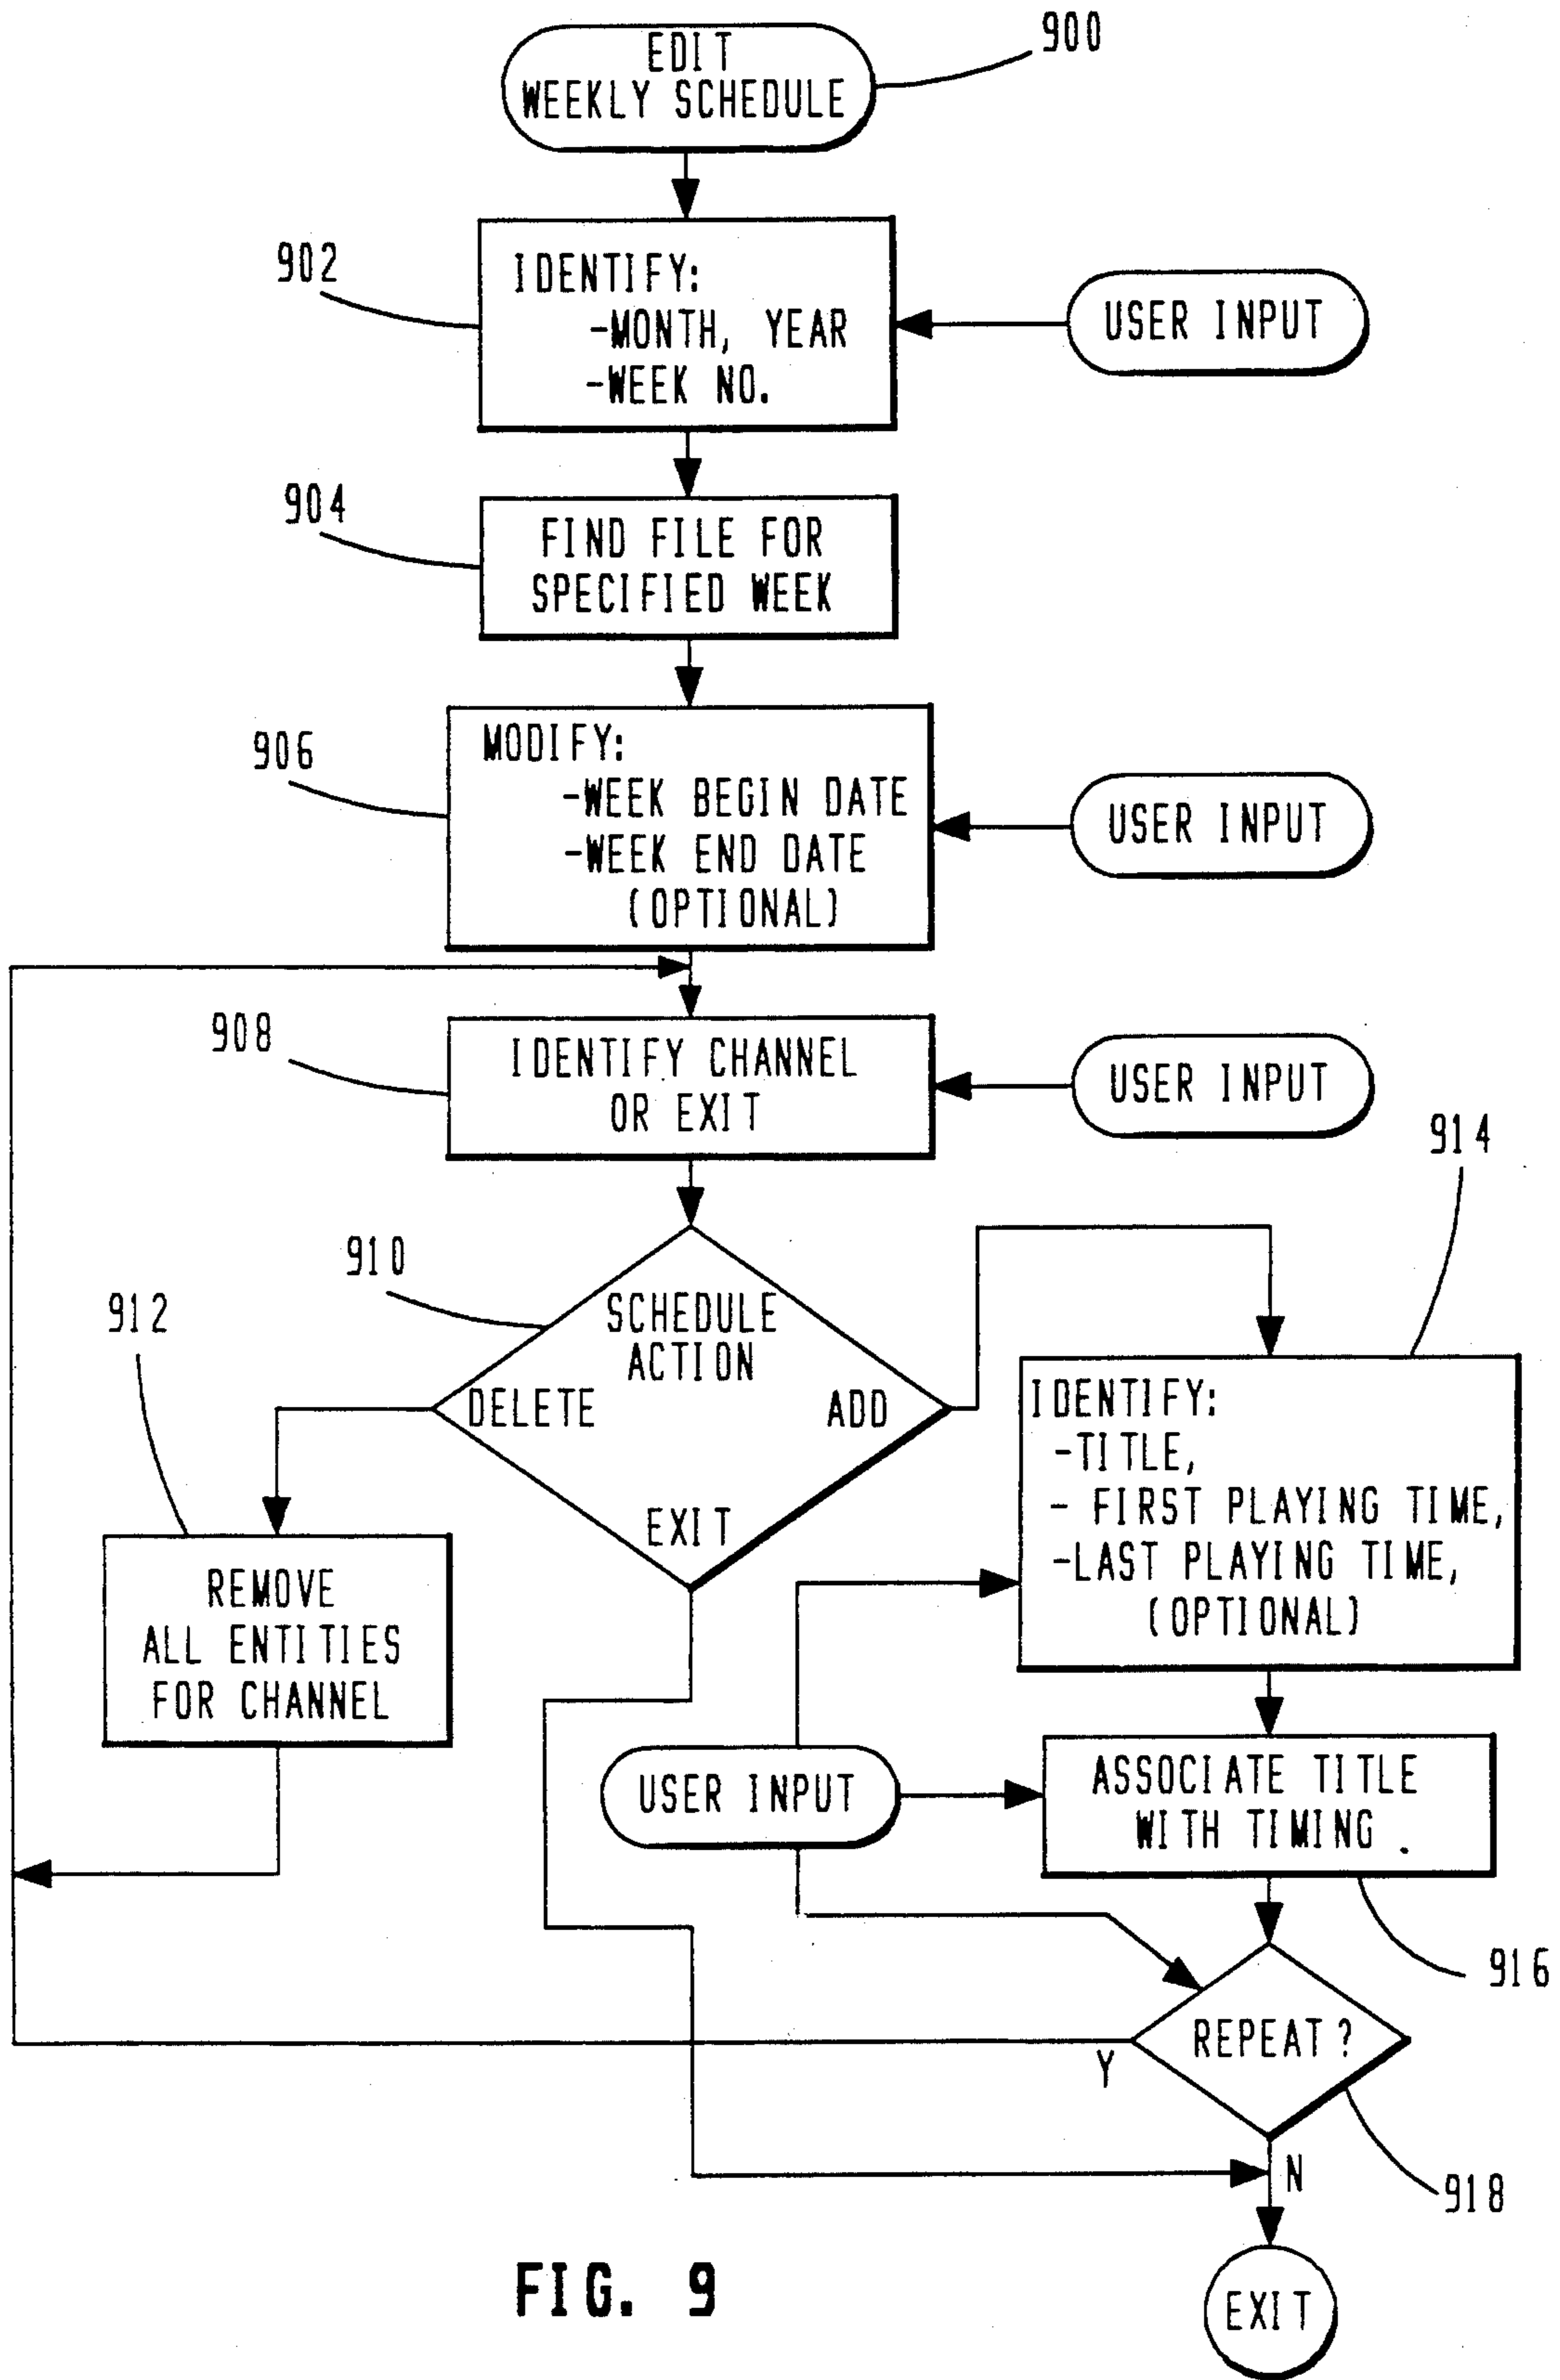 EDIT
WEEKLY SCHEDULE
900
902
IDENTIFY:
-MONTH, YEAR
-WEEK NO.
USER INPUT
904
FIND FILE FOR
SPECIFIED WEEK
906
MODIFY:
-WEEK BEGIN DATE
-WEEK END DATE
(OPTIONAL)
USER INPUT
908
IDENTIFY CHANNEL
OR EXIT
USER INPUT
910
SCHEDULE
ACTION
DELETE
ADD
EXIT
912
REMOVE
ALL ENTITIES
FOR CHANNEL
914
IDENTIFY:
-TITLE,
- FIRST PLAYING TIME,
-LAST PLAYING TIME,
(OPTIONAL)
USER INPUT
ASSOCIATE TITLE
WITH TIMING
916
REPEAT?
Y
N
918
EXIT
FIG. 9